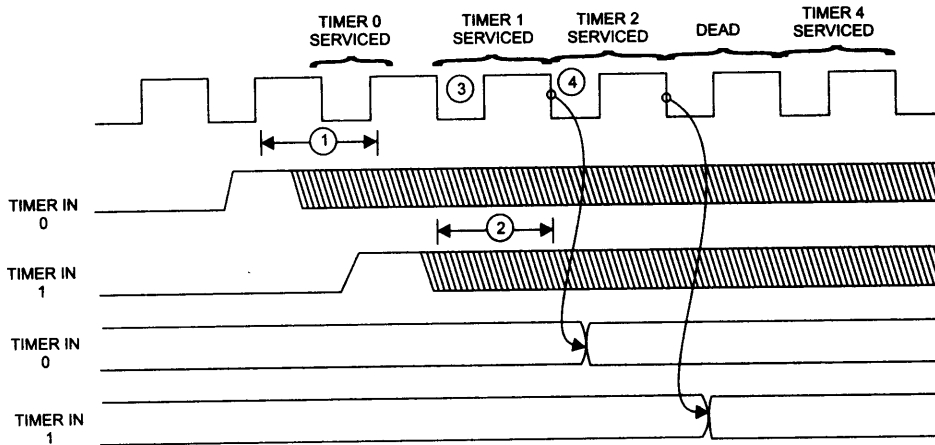 TIMER 0
SERVICED
TIMER 1
SERVICED
TIMER 2
SERVICED
DEAD
TIMER 4
SERVICED
3
4
1
TIMER IN
0
2
TIMER IN
1
TIMER IN
0
TIMER IN
1